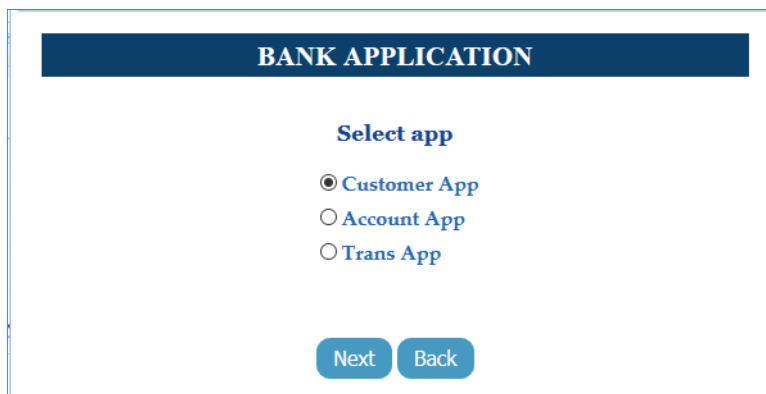 BANK APPLICATION
Select app
Customer App
Account App
Trans App
Next Back